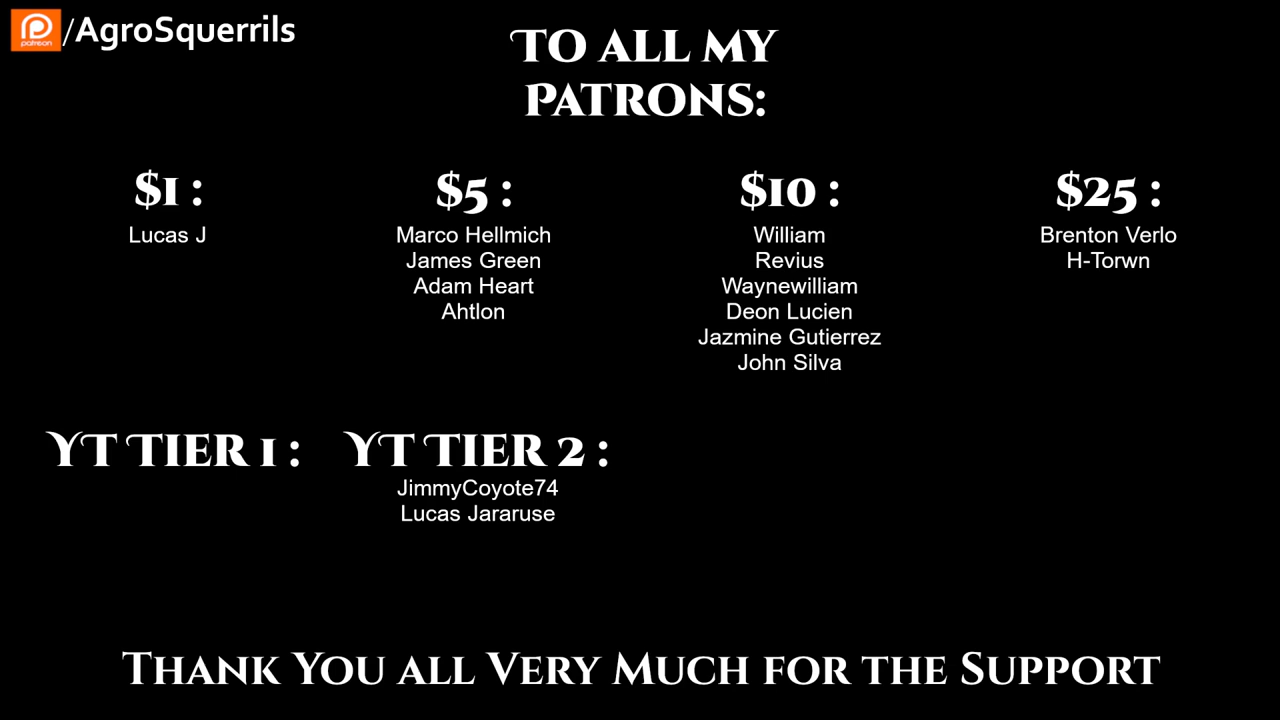 patreon
/AgroSquerrils
To all my
Patrons:
$1 :
Lucas J
$5 :
Marco Hellmich
James Green
Adam Heart
Ahtlon
$10 :
William
Revius
Waynewilliam
Deon Lucien
Jazmine Gutierrez
John Silva
$25 :
Brenton Verlo
H-Torwn
YT Tier 1 :
YT Tier 2 :
JimmyCoyote74
Lucas Jararuse
Thank You all Very Much for the Support